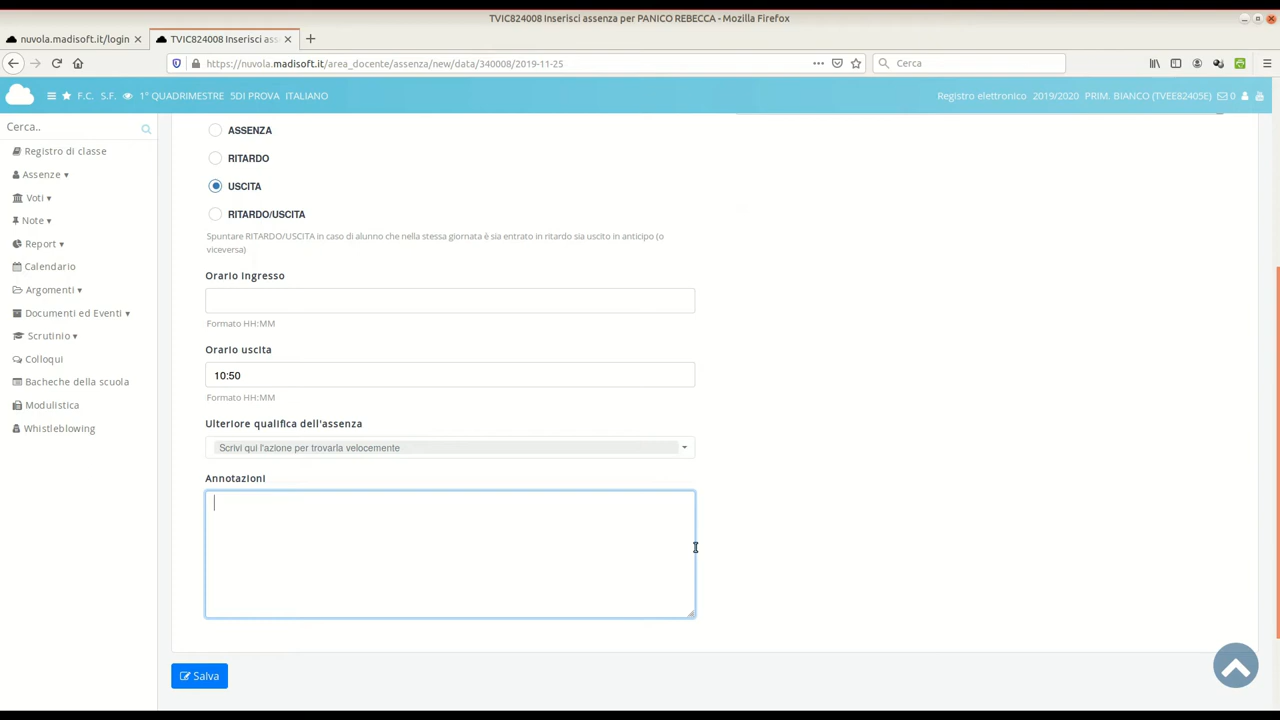 TVIC824008 Inserisci assenza per PANICO REBECCA - Mozilla Firefox
nuvola.madisoft.it/login
TVIC824008 Inserisci ass
https://nuvola.madisoft.it/area_docente/assenza/new/data/340008/2019-11-25
Cerca
F.C. S.F. 1° QUADRIMESTRE 5DI PROVA ITALIANO
Registro elettronico 2019/2020 PRIM. BIANCO (TVEE82405E) 0
Cerca..
Registro di classe
Assenze
Voti
Note
Report
Calendario
Argomenti
Documenti ed Eventi
Scrutinio
Colloqui
Bacheche della scuola
Modulistica
Whistleblowing
ASSENZA
RITARDO
USCITA
RITARDO/USCITA
Spuntare RITARDO/USCITA in caso di alunno che nella stessa giornata è sia entrato in ritardo sia uscito in anticipo (o
viceversa)
Orario ingresso
Formato HH:MM
Orario uscita
10:50
Formato HH:MM
Ulteriore qualifica dell'assenza
Scrivi qui l'azione per trovarla velocemente
Annotazioni
Salva